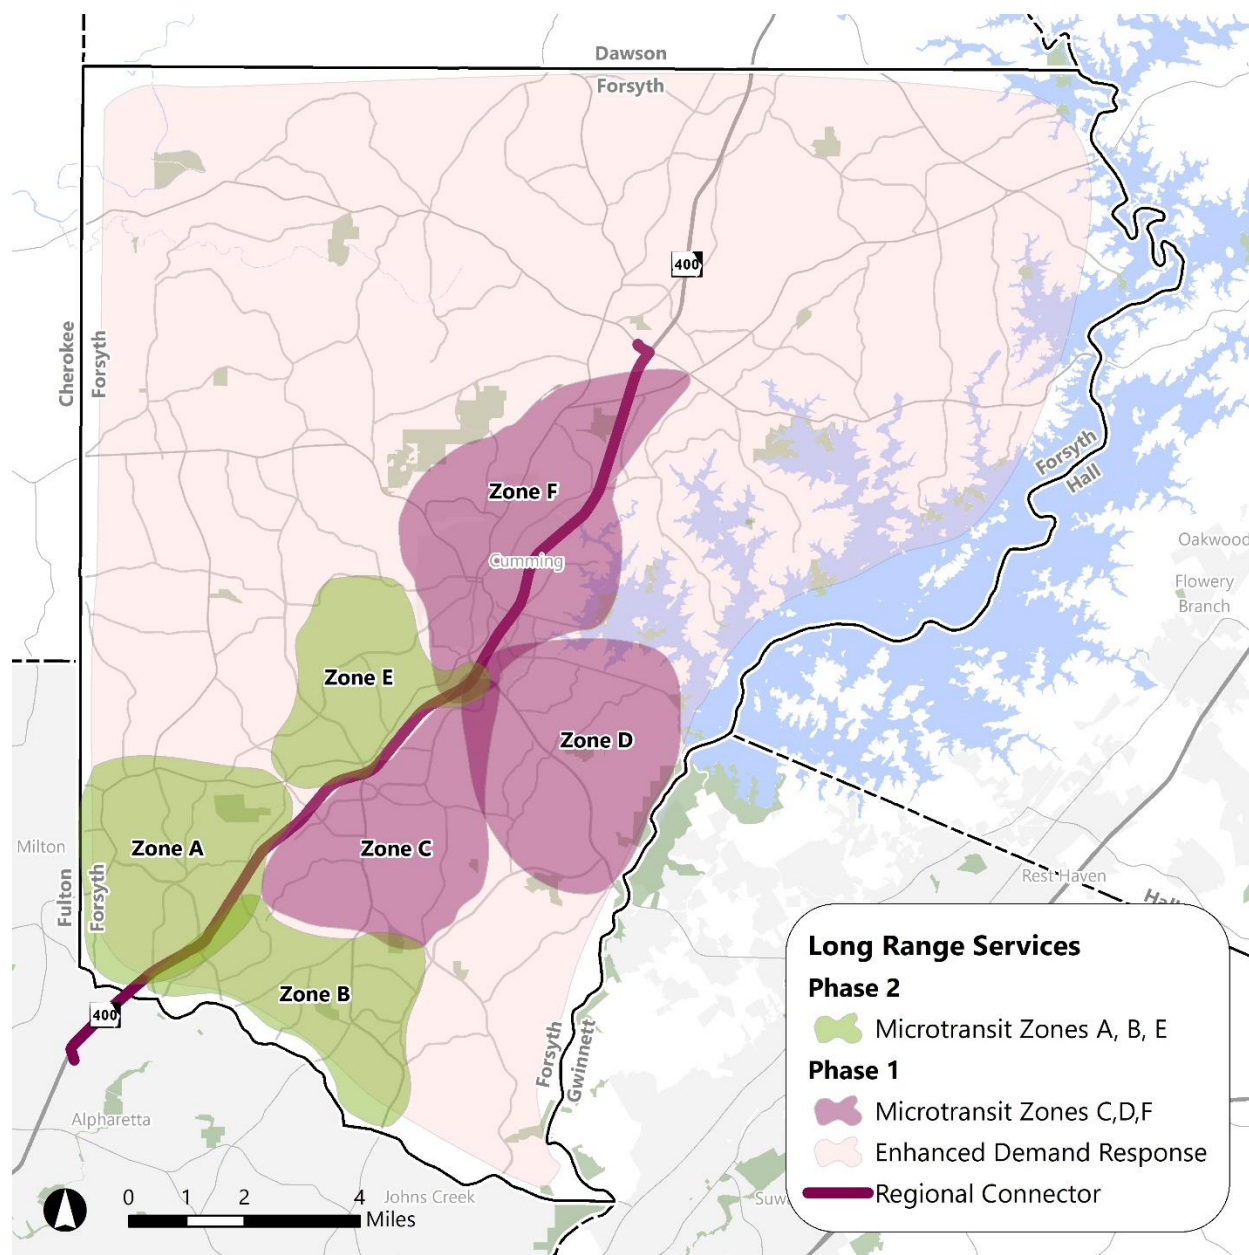 Dawson
Forsyth
400
Cherokee
Forsyth
Forsyth
Hall
Zone F
Cumming
Oakwood
Flowery
Branch
Zone E
Zone D
Milton
Zone A
Zone C
Rest Haven
Fulton
Forsyth
Hall
Zone B
400
Forsyth
Gwinnett
Alpharetta
Johns Creek
Suw
0 1 2 4
Miles
Long Range Services
Phase 2
Microtransit Zones A, B, E
Phase 1
Microtransit Zones C,D,F
Enhanced Demand Response
Regional Connector